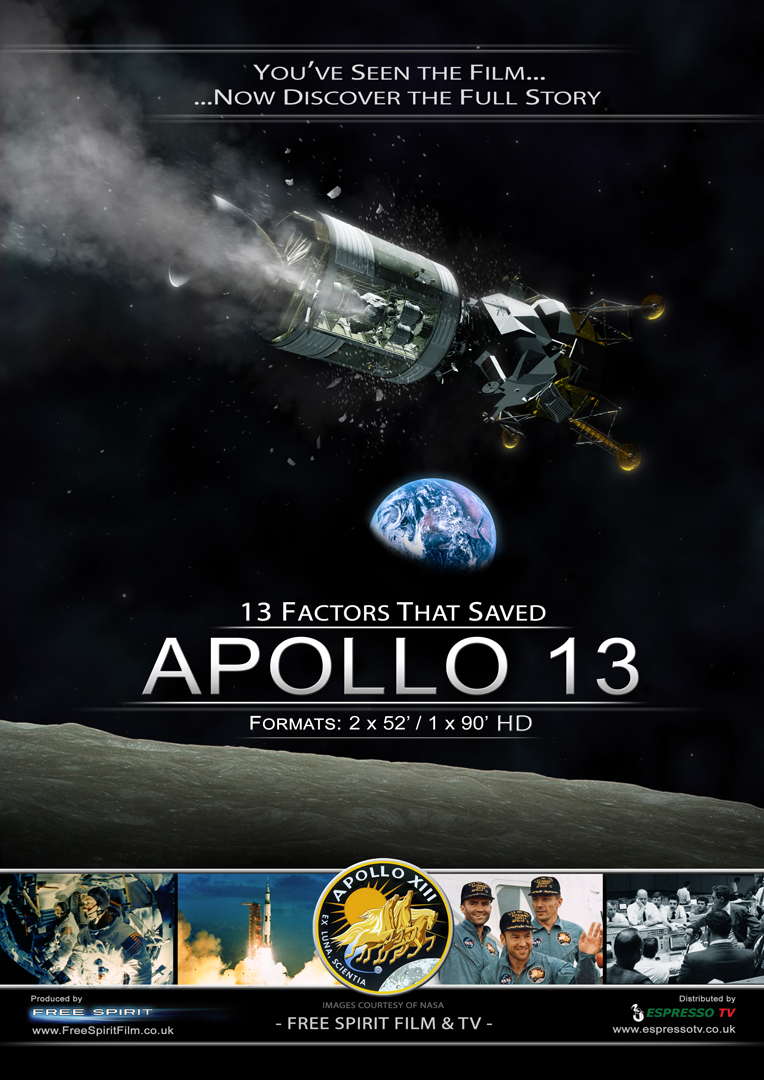 You've Seen the Film...
...Now Discover the Full Story
13 Factors That Saved
APOLLO 13
Formats: 2 x 52' / 1 x 90' HD
APOLLO XIII
EX LUNA, SCIENTIA
Produced by
FREE SPIRIT
www.FreeSpiritFilm.co.uk
IMAGES COURTESY OF NASA
- FREE SPIRIT FILM & TV -
Distributed by
ESPRESSO TV
www.espressotv.co.uk